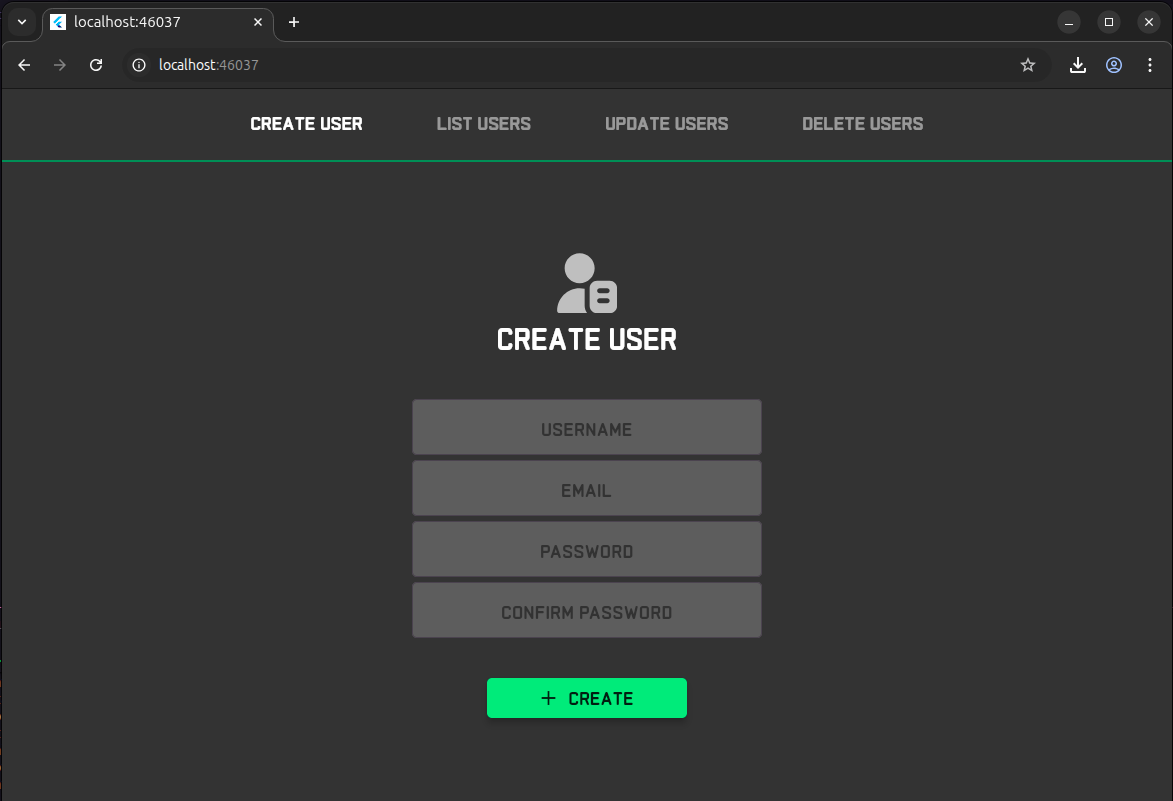 localhost:46037
localhost:46037
CREATE USER LIST USERS UPDATE USERS DELETE USERS
CREATE USER
USERNAME
EMAIL
PASSWORD
CONFIRM PASSWORD
+ CREATE